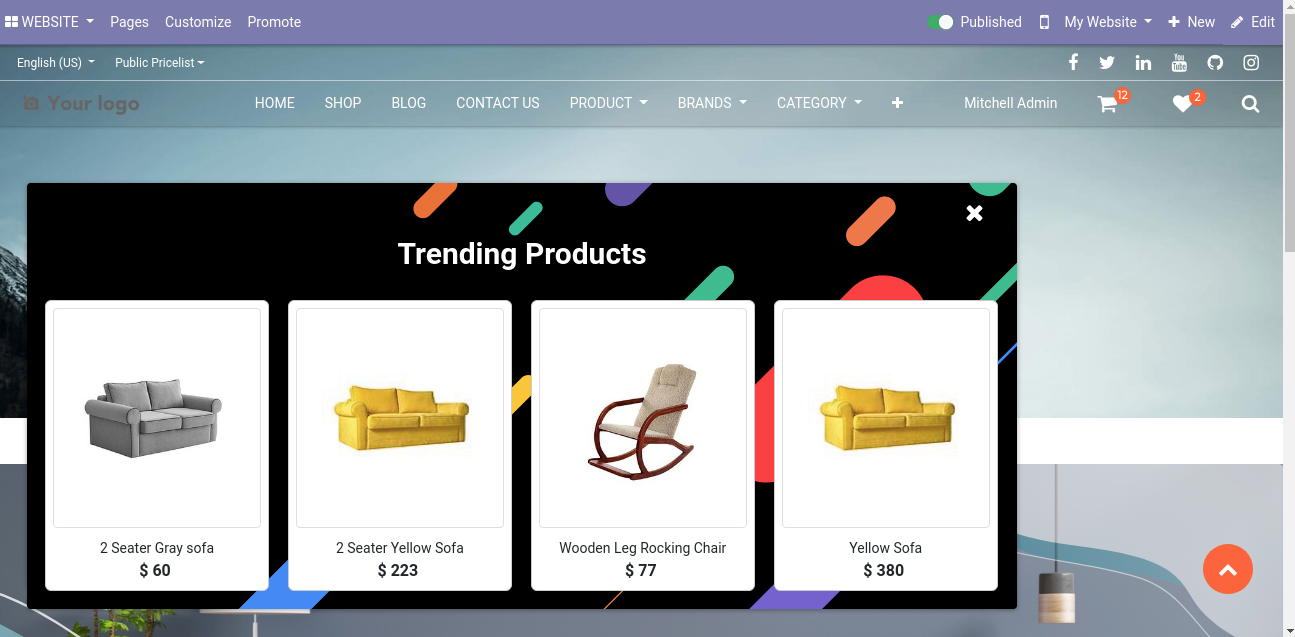 WEBSITE Pages Customize Promote Published My Website New Edit
English (US) Public Pricelist You Tube
Your logo HOME SHOP BLOG CONTACT US PRODUCT BRANDS CATEGORY Mitchell Admin 12 2
Trending Products
2 Seater Gray sofa 2 Seater Yellow Sofa Wooden Leg Rocking Chair Yellow Sofa
$ 60 $ 223 $ 77 $ 380